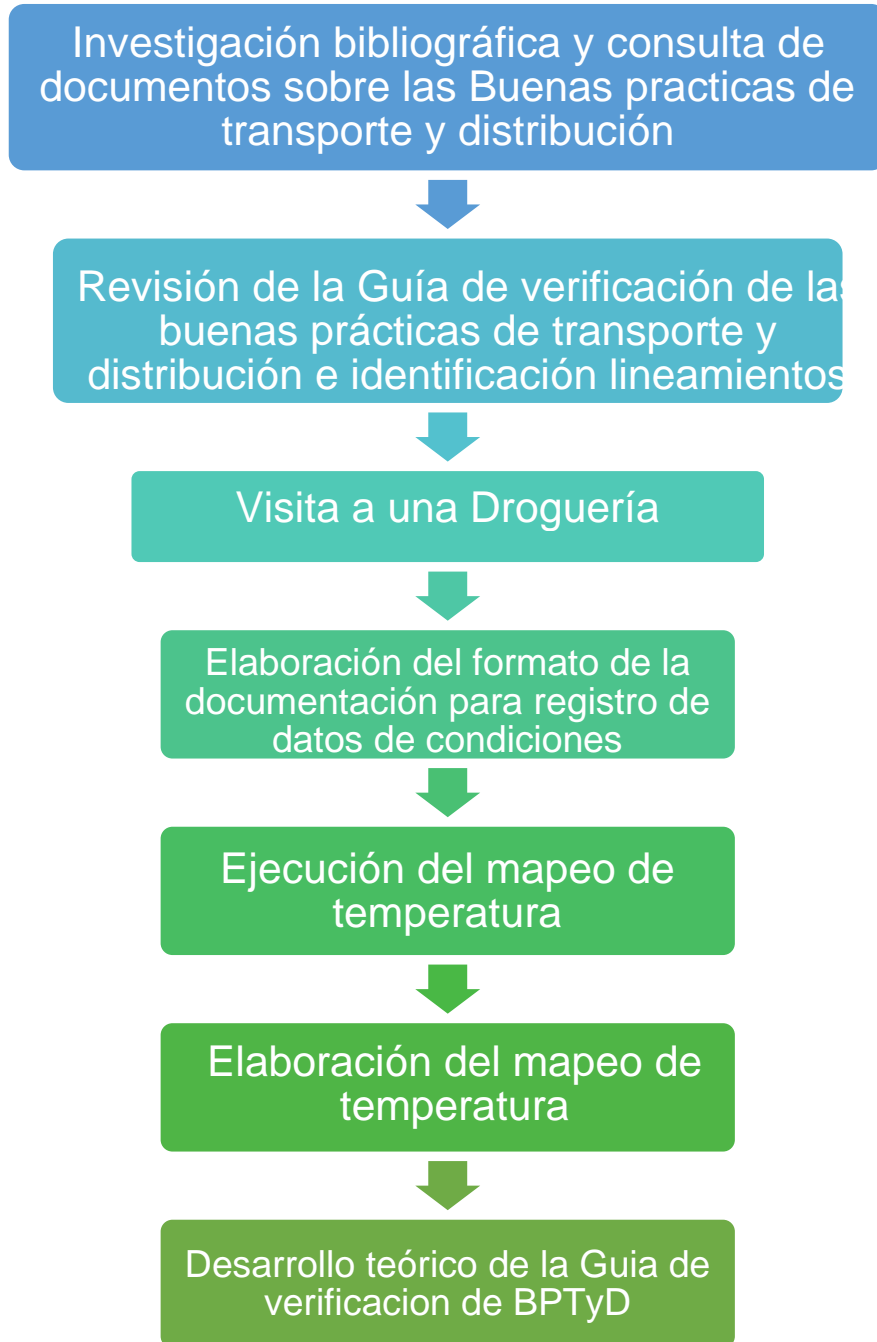 Investigación bibliográfica y consulta de
documentos sobre las Buenas practicas de
transporte y distribución
Revisión de la Guía de verificación de las
buenas prácticas de transporte y
distribución e identificación lineamientos
Visita a una Droguería
Elaboración del formato de la
documentación para registro de
datos de condiciones
Ejecución del mapeo de
temperatura
Elaboración del mapeo de
temperatura
Desarrollo teórico de la Guia de
verificacion de BPTyD